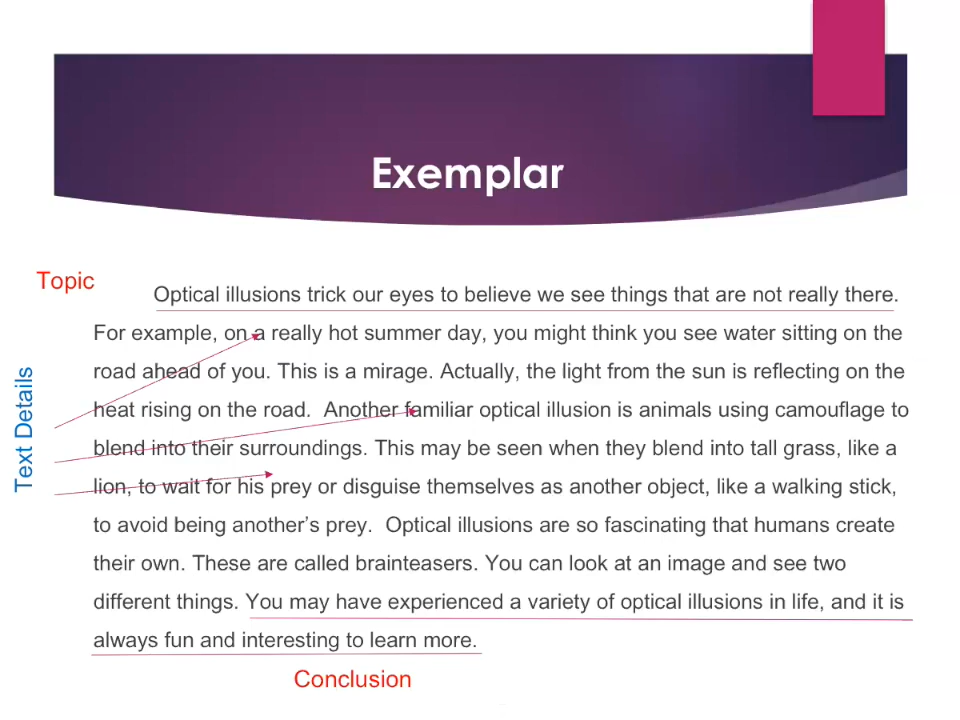 Exemplar
Topic
Optical illusions trick our eyes to believe we see things that are not really there.
For example, on a really hot summer day, you might think you see water sitting on the
road ahead of you. This is a mirage. Actually, the light from the sun is reflecting on the
heat rising on the road. Another familiar optical illusion is animals using camouflage to
blend into their surroundings. This may be seen when they blend into tall grass, like a
lion, to wait for his prey or disguise themselves as another object, like a walking stick,
to avoid being another's prey. Optical illusions are so fascinating that humans create
their own. These are called brainteasers. You can look at an image and see two
different things. You may have experienced a variety of optical illusions in life, and it is
always fun and interesting to learn more.
Text Details
Conclusion